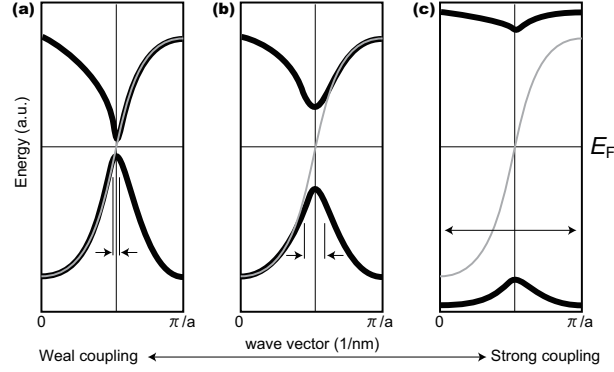 (a) (b) (c)
Energy (a.u.)
E_F
0 π/a 0 π/a 0 π/a
wave vector (1/nm)
Weal coupling Strong coupling